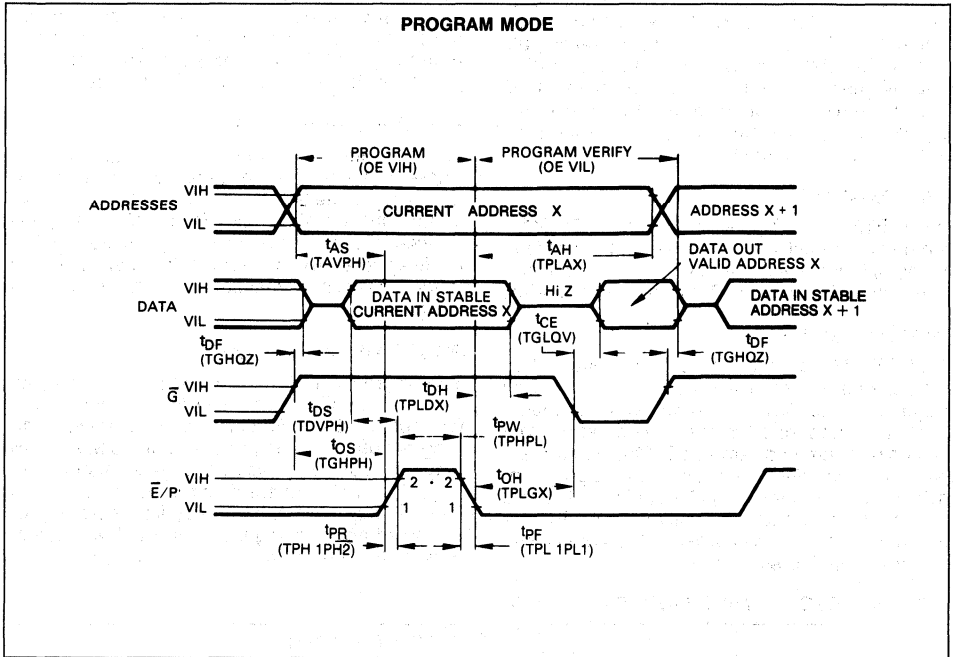 PROGRAM MODE
PROGRAM
(OE VIH)
PROGRAM VERIFY
(OE VIL)
ADDRESSES
VIH
VIL
CURRENT ADDRESS X
ADDRESS X + 1
tAS
(TAVPH)
tAH
(TPLAX)
DATA OUT
VALID ADDRESS X
DATA
VIH
VIL
DATA IN STABLE
CURRENT ADDRESS X
Hi Z
DATA IN STABLE
ADDRESS X + 1
tDF
(TGHQZ)
tCE
(TGLQV)
tDF
(TGHQZ)
G̅
VIH
VIL
tDS
(TDVPH)
tDH
(TPLDX)
tPW
(TPHPL)
tOS
(TGHPH)
tOH
(TPLGX)
E̅/P
VIH
VIL
2 · 2
1 1
tPR
(TPH 1PH2)
tPF
(TPL 1PL1)